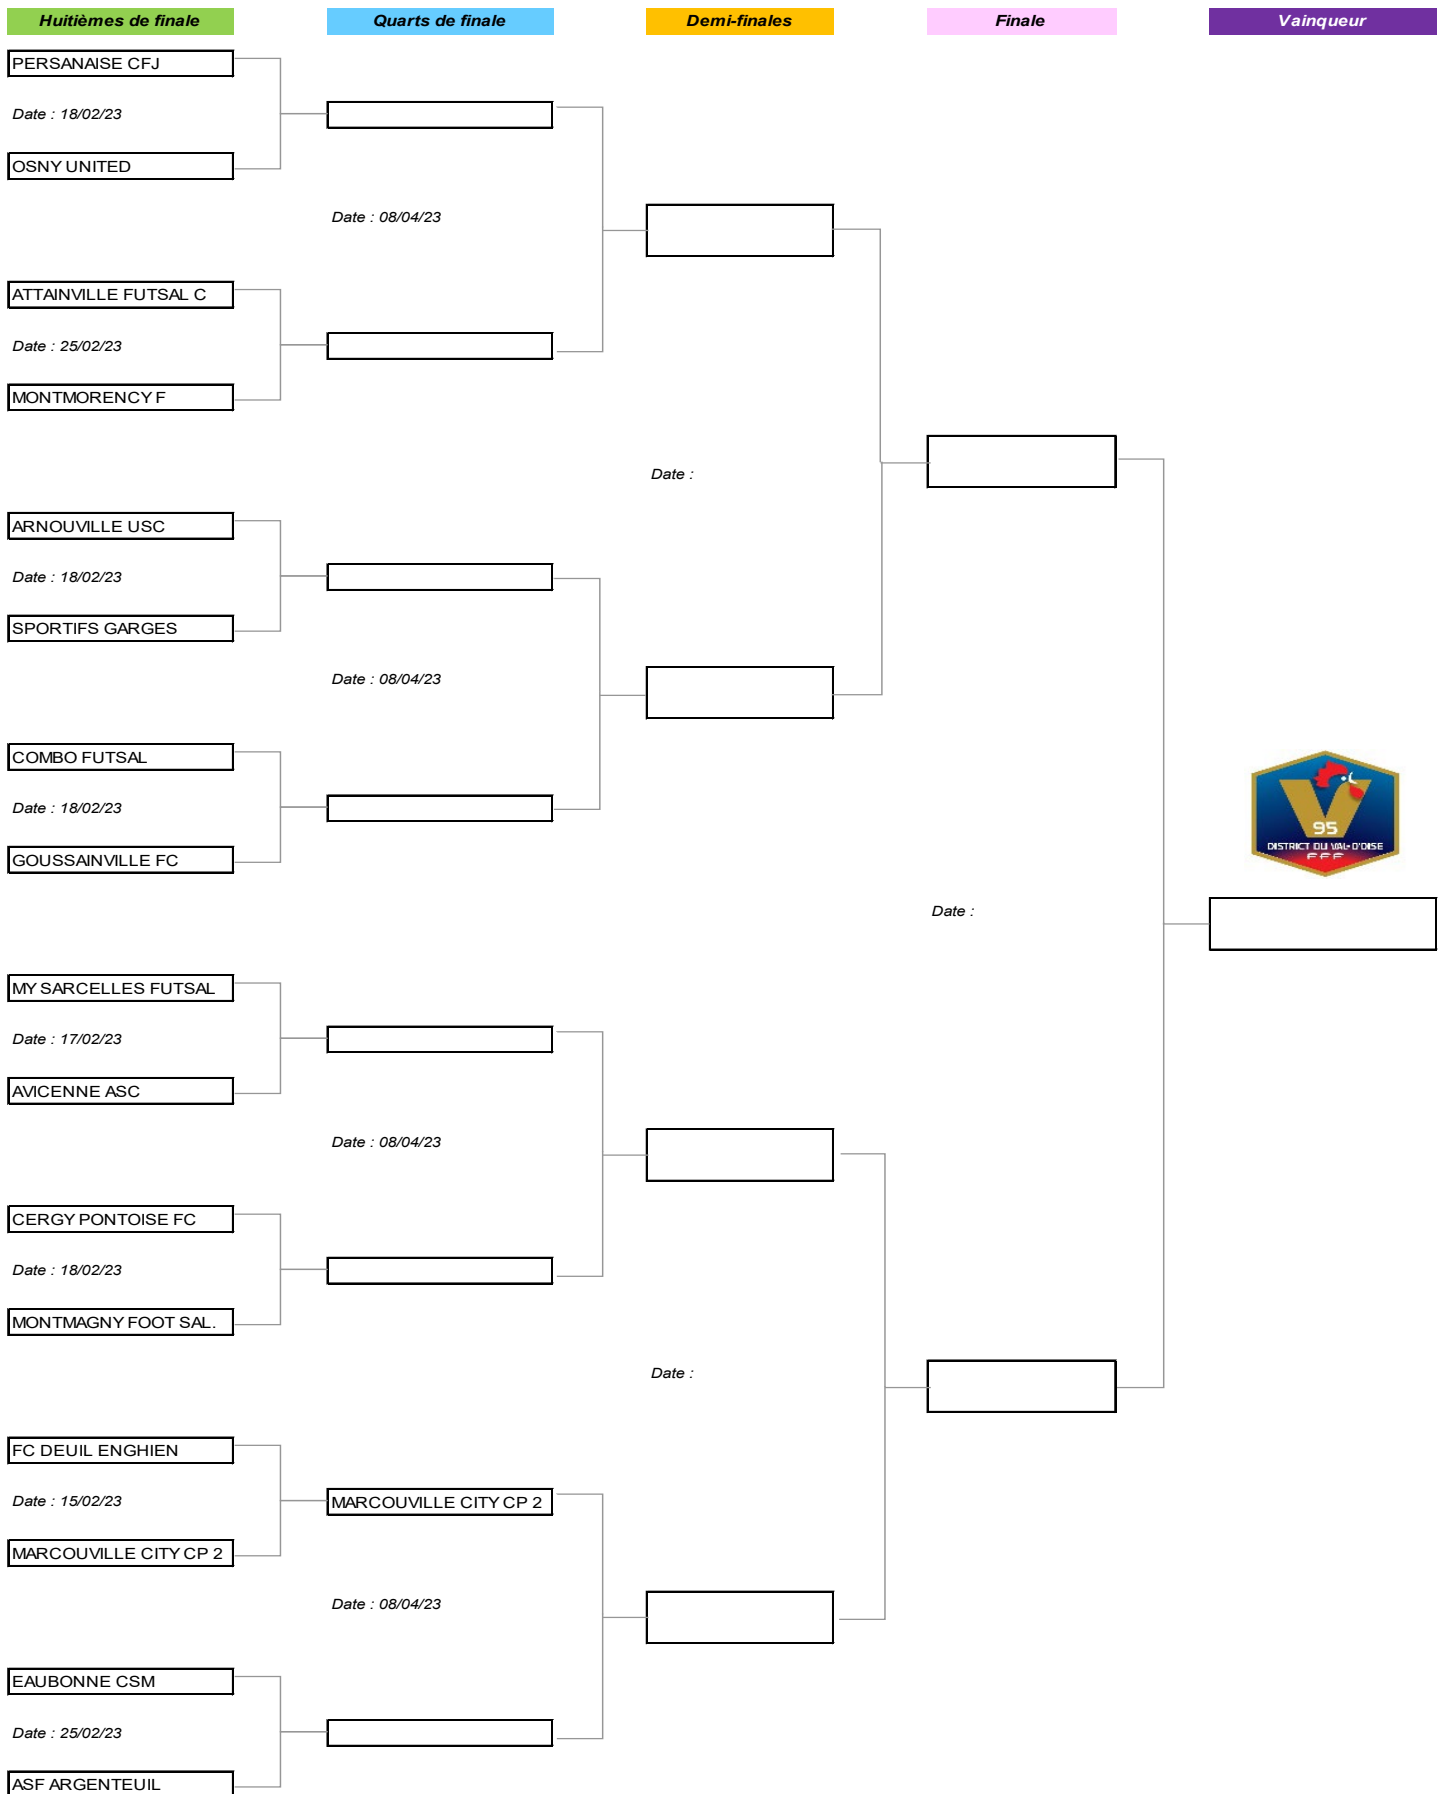 Huitièmes de finale
Quarts de finale
Demi-finales
Finale
Vainqueur
PERSANAISE CFJ
Date : 18/02/23
OSNY UNITED
Date : 08/04/23
ATTAINVILLE FUTSAL C
Date : 25/02/23
MONTMORENCY F
Date :
ARNOUVILLE USC
Date : 18/02/23
SPORTIFS GARGES
Date : 08/04/23
COMBO FUTSAL
Date : 18/02/23
GOUSSAINVILLE FC
95
DISTRICT DU VAL-D'OISE
FFF
Date :
MY SARCELLES FUTSAL
Date : 17/02/23
AVICENNE ASC
Date : 08/04/23
CERGY PONTOISE FC
Date : 18/02/23
MONTMAGNY FOOT SAL.
Date :
FC DEUIL ENGHIEN
Date : 15/02/23
MARCOUVILLE CITY CP 2
MARCOUVILLE CITY CP 2
Date : 08/04/23
EAUBONNE CSM
Date : 25/02/23
ASF ARGENTEUIL